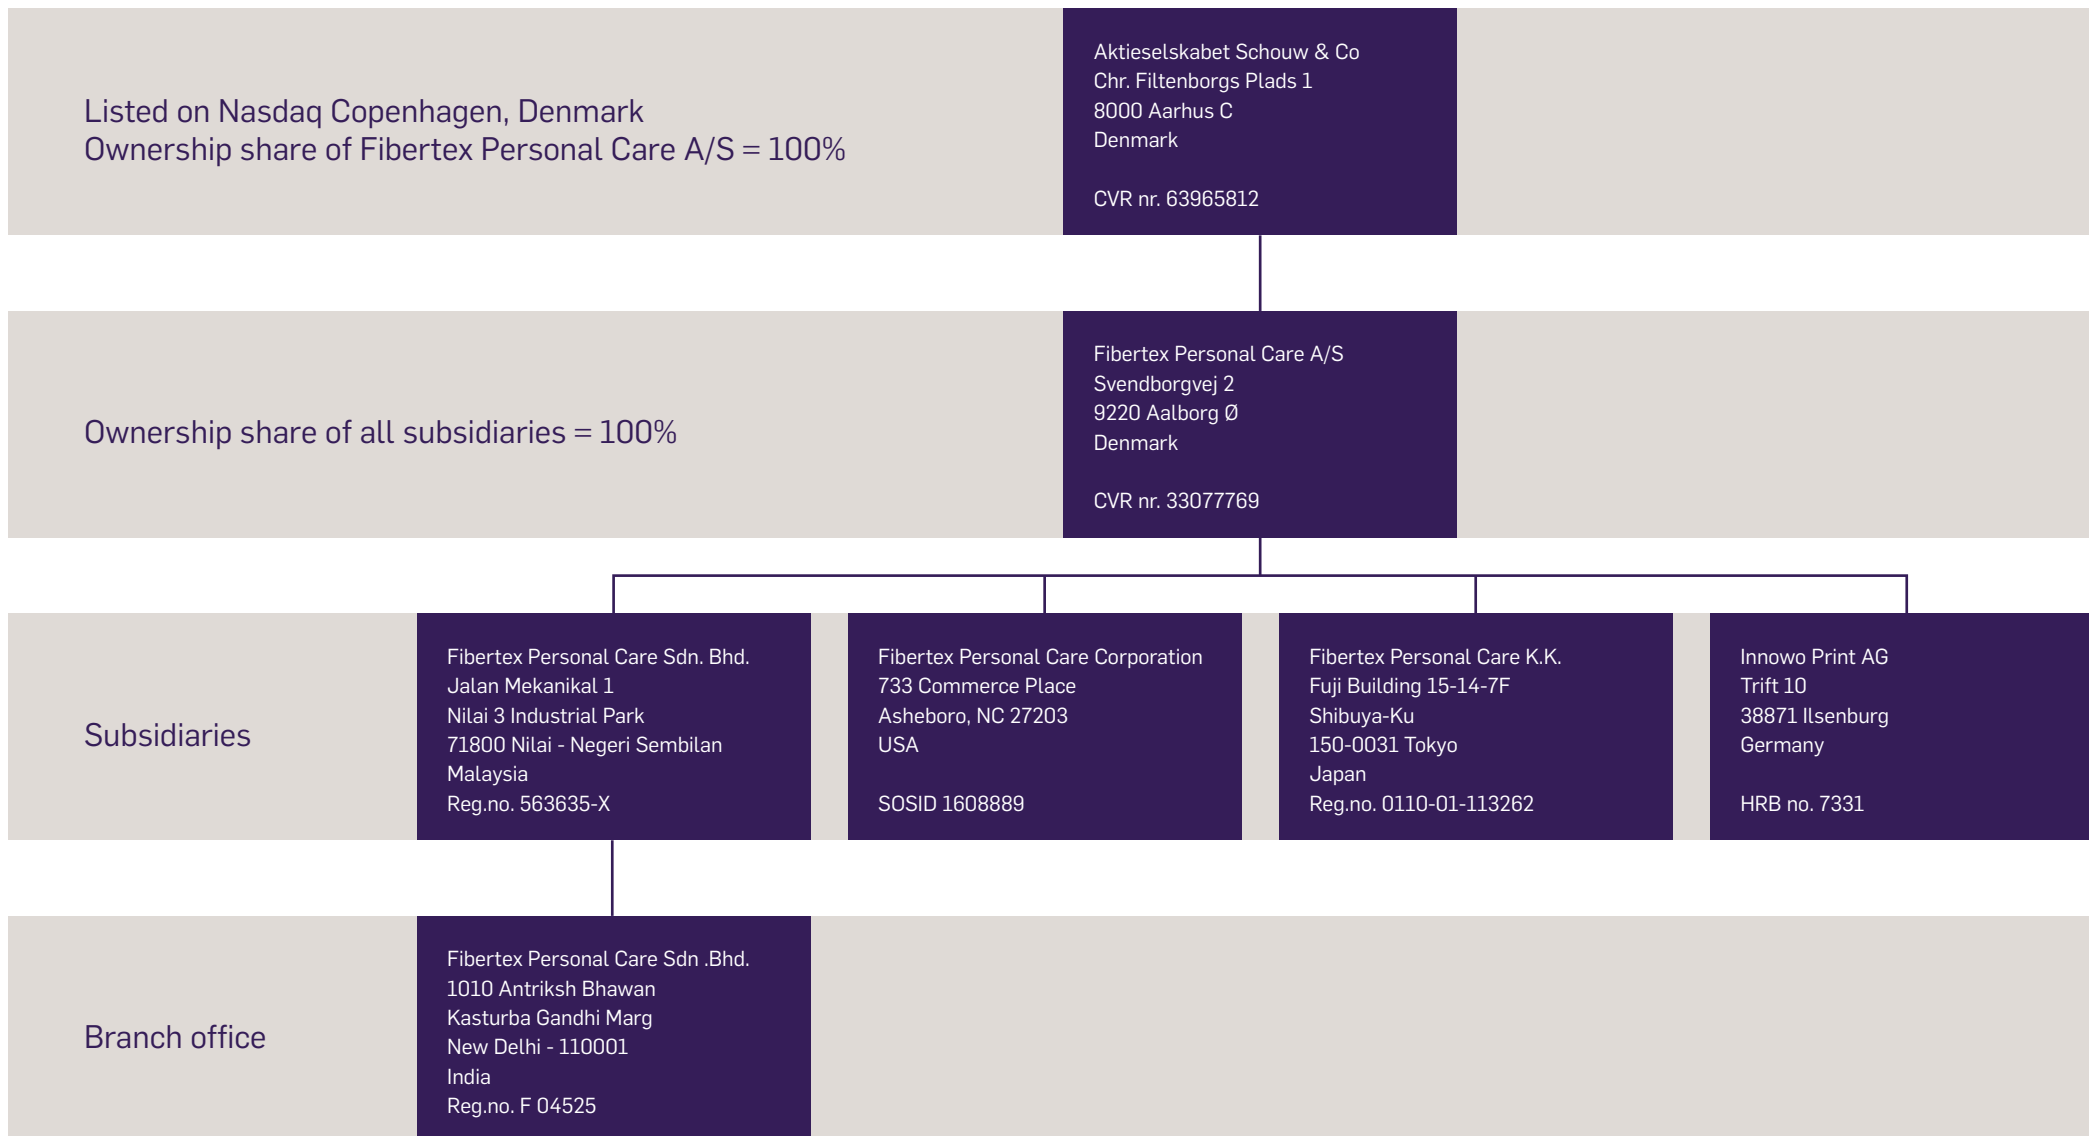 Listed on Nasdaq Copenhagen, Denmark
Ownership share of Fibertex Personal Care A/S = 100%
Aktieselskabet Schouw & Co
Chr. Filtenborgs Plads 1
8000 Aarhus C
Denmark
CVR nr. 63965812
Ownership share of all subsidiaries = 100%
Fibertex Personal Care A/S
Svendborgvej 2
9220 Aalborg Ø
Denmark
CVR nr. 33077769
Subsidiaries
Fibertex Personal Care Sdn. Bhd.
Jalan Mekanikal 1
Nilai 3 Industrial Park
71800 Nilai - Negeri Sembilan
Malaysia
Reg.no. 563635-X
Fibertex Personal Care Corporation
733 Commerce Place
Asheboro, NC 27203
USA
SOSID 1608889
Fibertex Personal Care K.K.
Fuji Building 15-14-7F
Shibuya-Ku
150-0031 Tokyo
Japan
Reg.no. 0110-01-113262
Innowo Print AG
Trift 10
38871 Ilsenburg
Germany
HRB no. 7331
Branch office
Fibertex Personal Care Sdn .Bhd.
1010 Antriksh Bhawan
Kasturba Gandhi Marg
New Delhi - 110001
India
Reg.no. F 04525